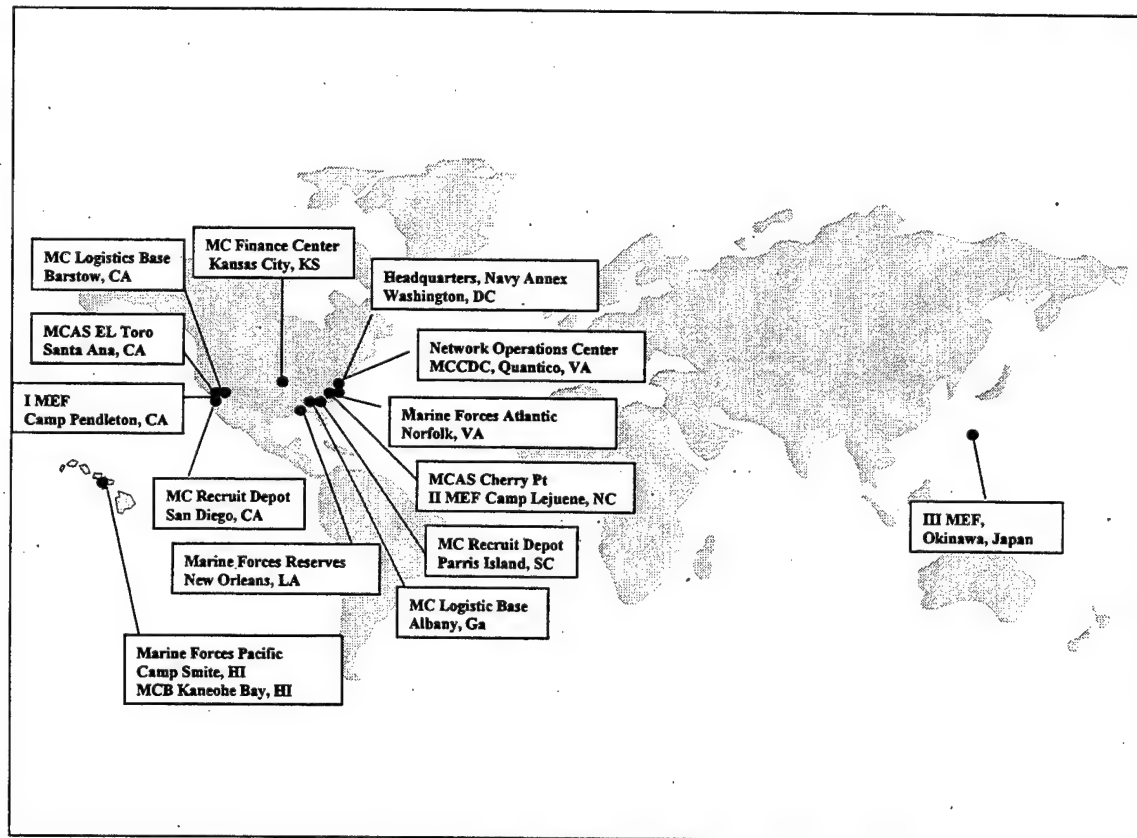 MC Finance Center
Kansas City, KS
MC Logistics Base
Barstow, CA
Headquarters, Navy Annex
Washington, DC
MCAS EL Toro
Santa Ana, CA
Network Operations Center
MCCDC, Quantico, VA
I MEF
Camp Pendleton, CA
Marine Forces Atlantic
Norfolk, VA
MCAS Cherry Pt
II MEF Camp Lejuene, NC
MC Recruit Depot
San Diego, CA
III MEF,
Okinawa, Japan
MC Recruit Depot
Parris Island, SC
Marine Forces Reserves
New Orleans, LA
MC Logistic Base
Albany, Ga
Marine Forces Pacific
Camp Smite, HI
MCB Kaneohe Bay, HI